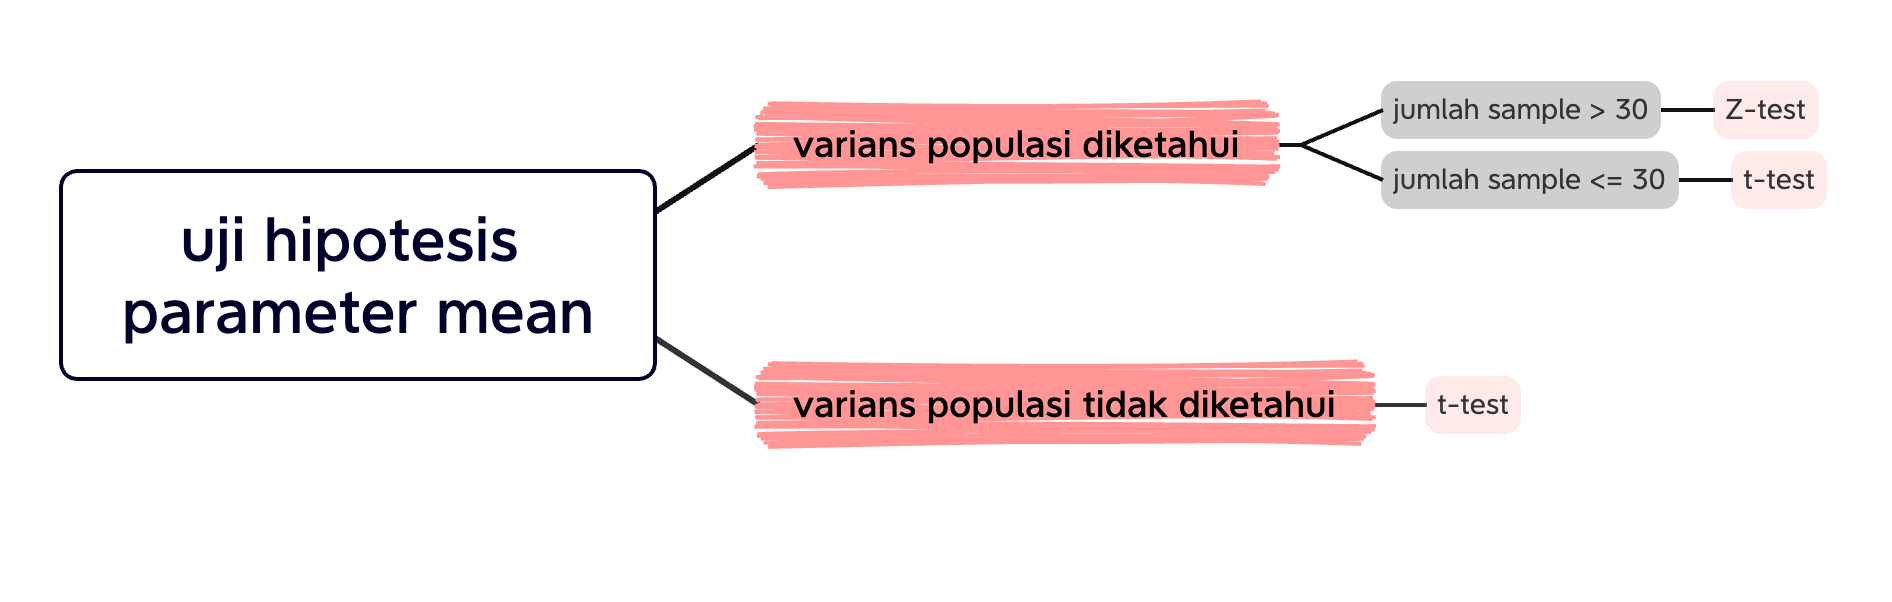 uji hipotesis
parameter mean
varians populasi diketahui
jumlah sample > 30
Z-test
jumlah sample <= 30
t-test
varians populasi tidak diketahui
t-test